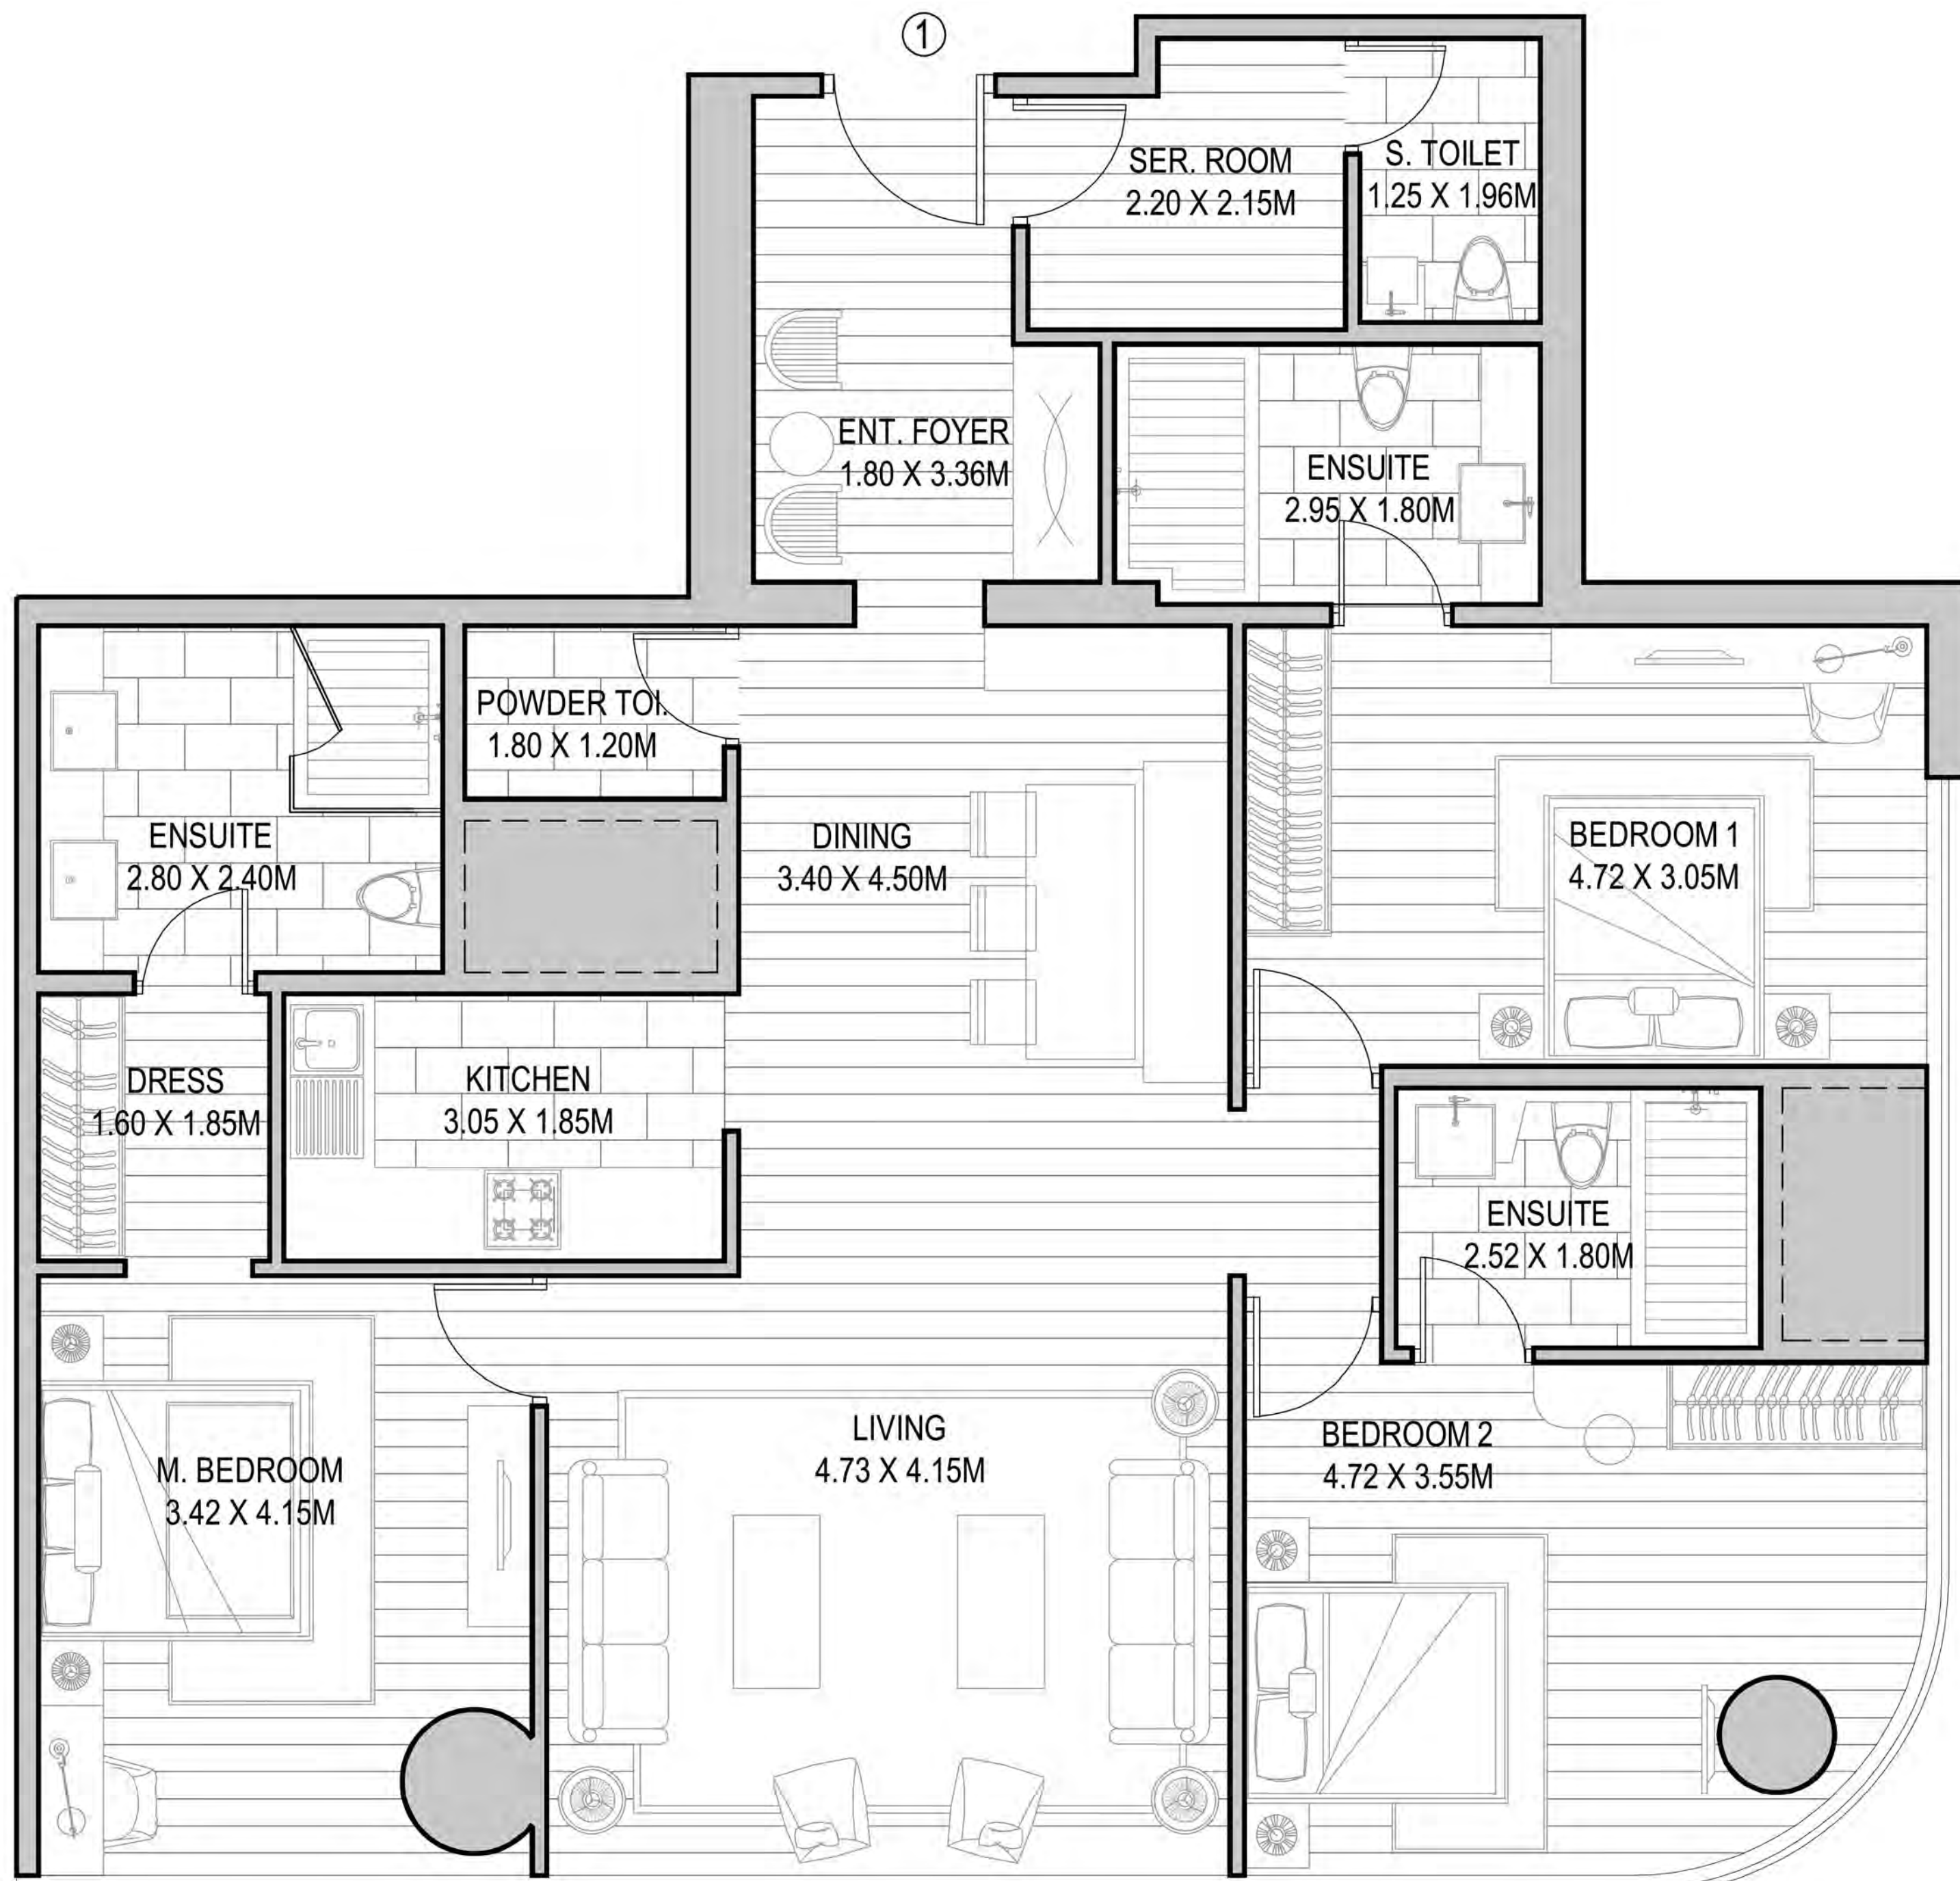 1
SER. ROOM
2.20 X 2.15M
S. TOILET
1.25 X 1.96M
ENT. FOYER
1.80 X 3.36M
ENSUITE
2.95 X 1.80M
POWDER TOI.
1.80 X 1.20M
ENSUITE
2.80 X 2.40M
DINING
3.40 X 4.50M
BEDROOM 1
4.72 X 3.05M
DRESS
1.60 X 1.85M
KITCHEN
3.05 X 1.85M
ENSUITE
2.52 X 1.80M
M. BEDROOM
3.42 X 4.15M
LIVING
4.73 X 4.15M
BEDROOM 2
4.72 X 3.55M